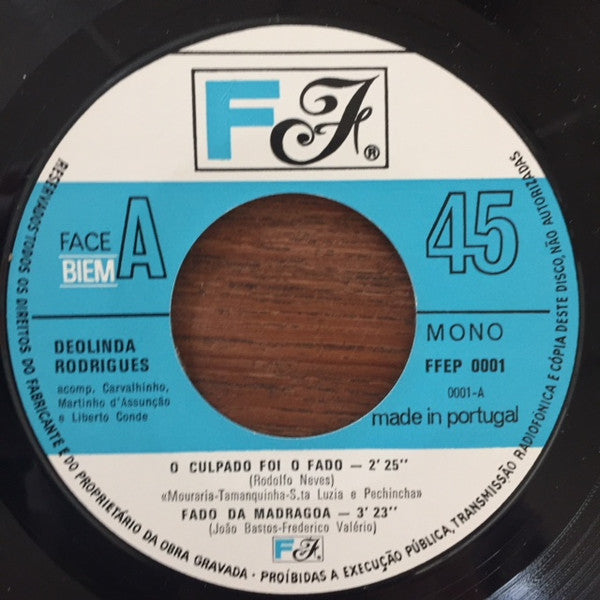 FF®
FACE A
BIEM
45
DEOLINDA
RODRIGUES
acomp. Carvalhinho,
Martinho d'Assunção
e Liberto Conde
MONO
FFEP 0001
0001-A
made in portugal
O CULPADO FOI O FADO — 2'25''
(Rodolfo Neves)
«Mouraria-Tamanquinha-S.ta Luzia e Pechincha»
FADO DA MADRAGOA — 3'23''
(João Bastos-Frederico Valério)
FF
RESERVADOS TODOS OS DIREITOS DO FABRICANTE E DO PROPRIETÁRIO DA OBRA GRAVADA - PROÍBIDAS A EXECUÇÃO PÚBLICA, TRANSMISSÃO RADIOFÓNICA E CÓPIA DESTE DISCO, NÃO AUTORIZADAS